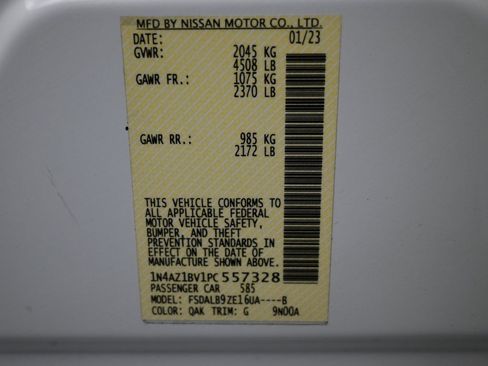 MFD BY NISSAN MOTOR CO., LTD.
DATE: 01/23
GVWR: 2045 KG
4508 LB
GAWR FR.: 1075 KG
2370 LB
GAWR RR.: 985 KG
2172 LB
THIS VEHICLE CONFORMS TO
ALL APPLICABLE FEDERAL
MOTOR VEHICLE SAFETY,
BUMPER, AND THEFT
PREVENTION STANDARDS IN
EFFECT ON THE DATE OF
MANUFACTURE SHOWN ABOVE.
1N4AZ1BV1PC557328
PASSENGER CAR 585
MODEL: FSDALB9ZE16UA----B
COLOR: QAK TRIM: G 9N00A